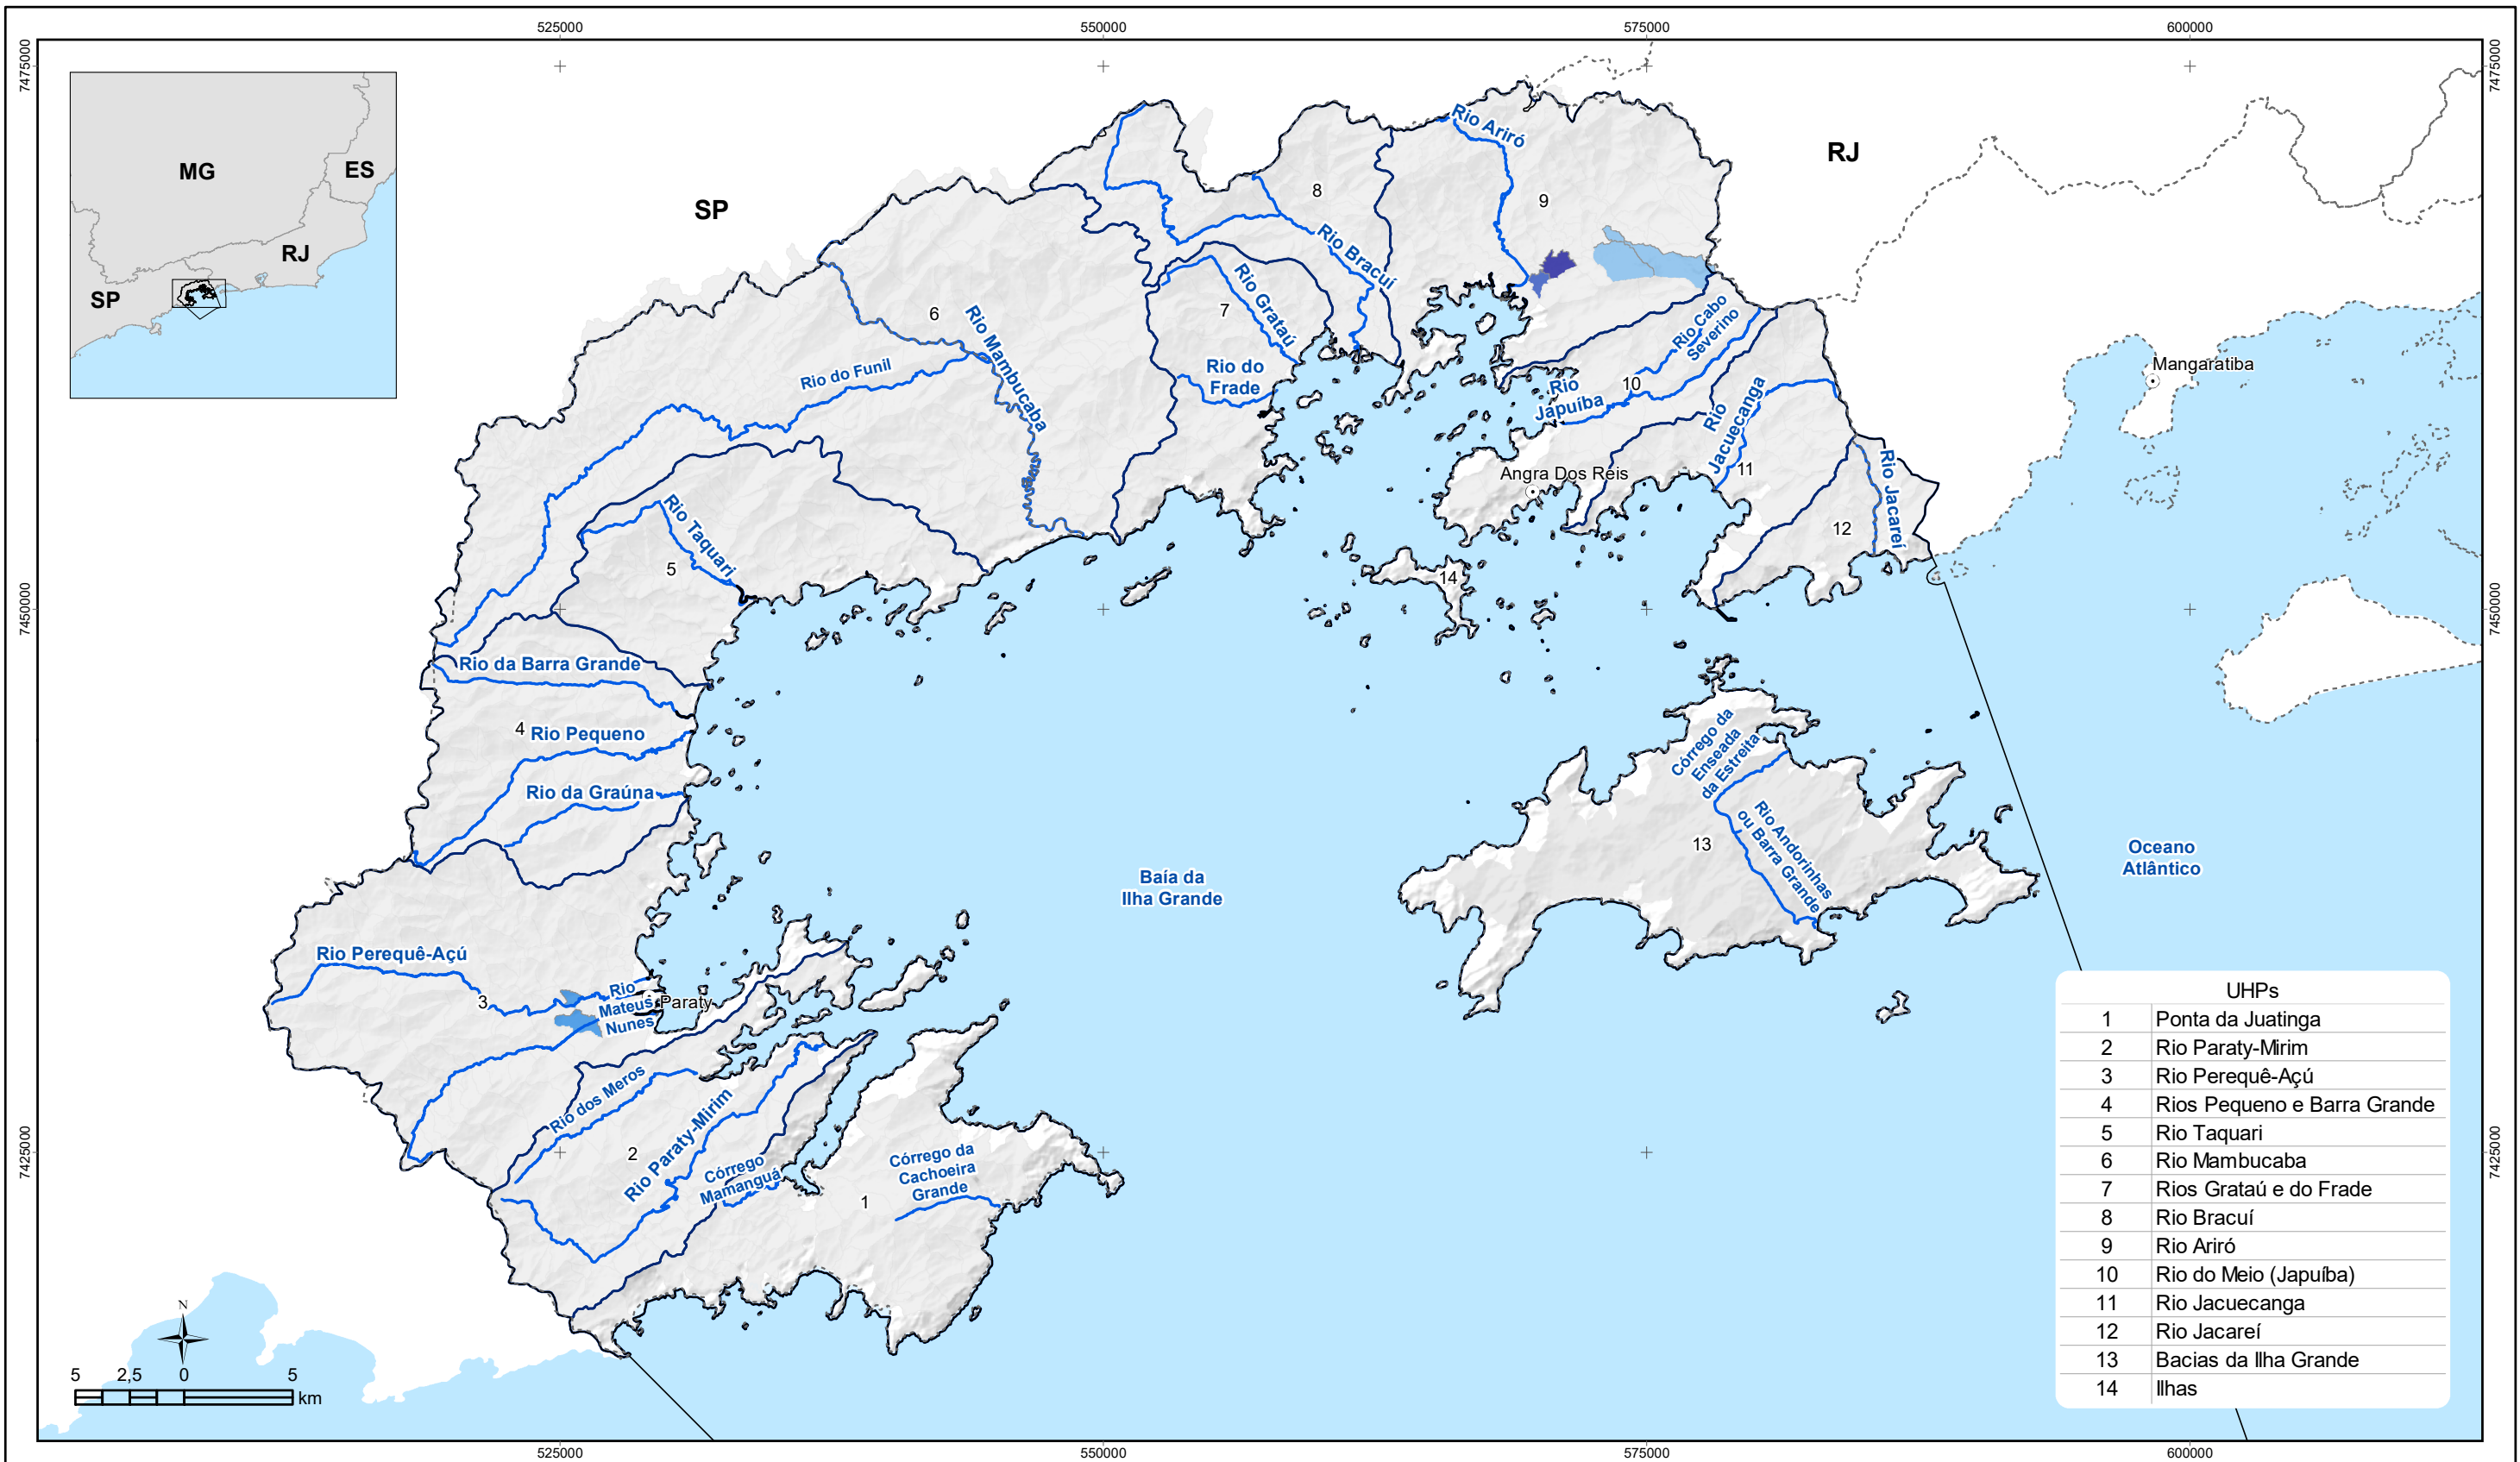 525000
550000
575000
600000
7475000
7475000
MG
ES
RJ
SP
SP
RJ
Rio Ariró
9
8
Rio Bracuí
6
Rio Mambucaba
7
Rio Grataú
Rio Cabo
Severino
Rio do Funil
Rio do
Frade
Rio
Japuíba
10
Rio
Jacuecanga
Mangaratiba
11
Angra Dos Reis
Rio Jacareí
12
Rio Taquari
5
14
7450000
7450000
Rio da Barra Grande
4
Rio Pequeno
Rio da Graúna
Córrego da
Enseada
da Estreita
Rio Andorinhas
ou Barra Grande
13
Baía da
Ilha Grande
Oceano
Atlântico
Rio Perequê-Açú
3
Rio
Mateus
Nunes
Paraty
Rio dos Meros
2
Rio Paraty-Mirim
Córrego
Mamanguá
Córrego da
Cachoeira
Grande
1
7425000
7425000
UHPs
1 Ponta da Juatinga
2 Rio Paraty-Mirim
3 Rio Perequê-Açú
4 Rios Pequeno e Barra Grande
5 Rio Taquari
6 Rio Mambucaba
7 Rios Grataú e do Frade
8 Rio Bracuí
9 Rio Ariró
10 Rio do Meio (Japuíba)
11 Rio Jacuecanga
12 Rio Jacareí
13 Bacias da Ilha Grande
14 Ilhas
N
5 2,5 0 5
km
525000
550000
575000
600000